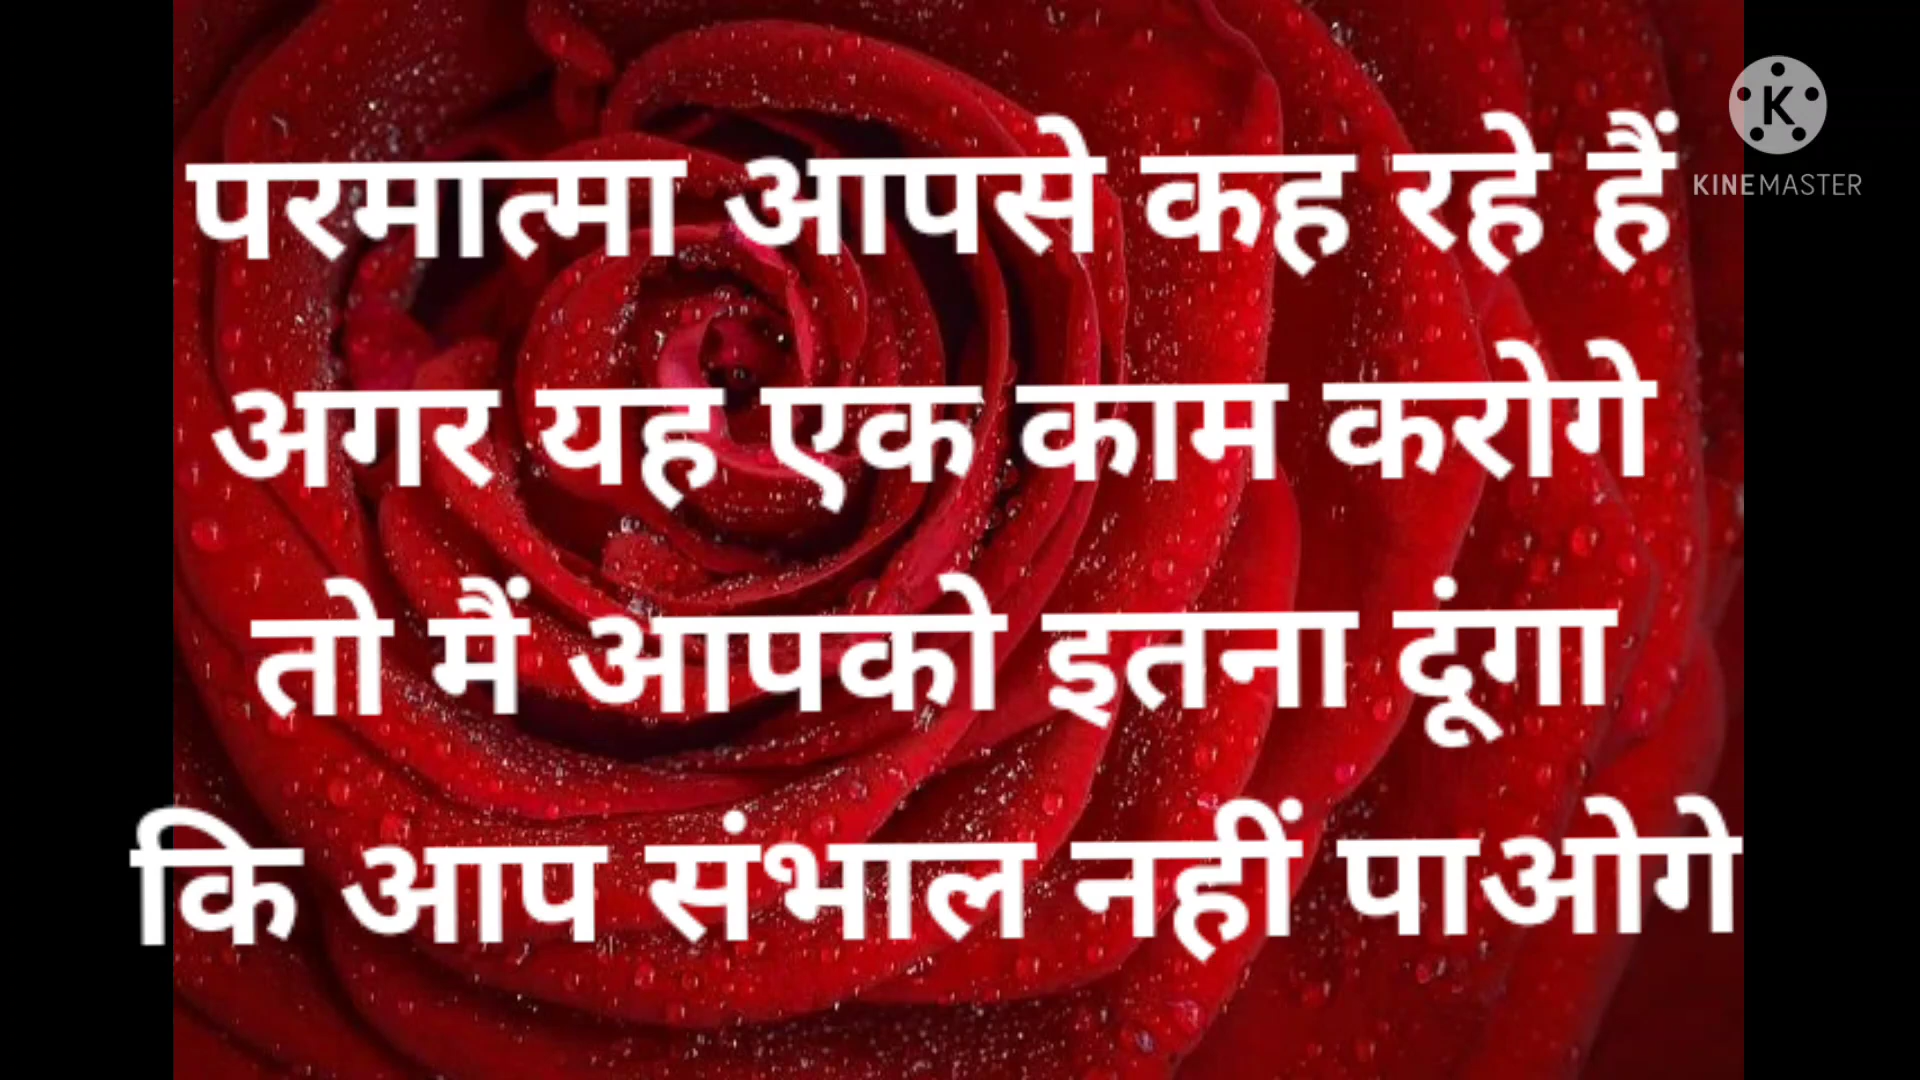 परमात्मा आपसे कह रहे हैं
अगर यह एक काम करोगे
तो मैं आपको इतना दूंगा
कि आप संभाल नहीं पाओगे
K
KINEMASTER